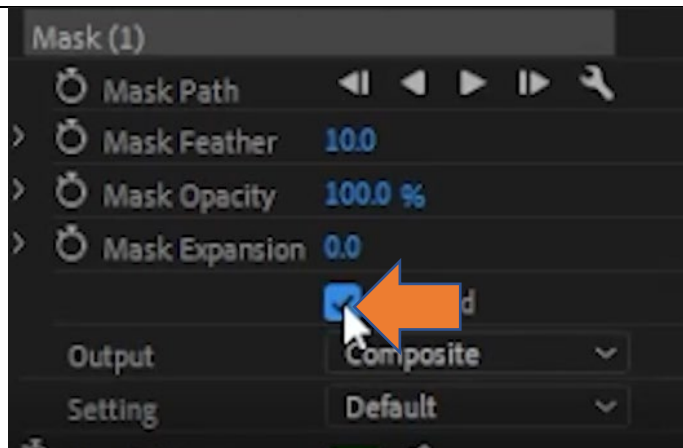 Mask (1)
Mask Path
Mask Feather 10.0
Mask Opacity 100.0 %
Mask Expansion 0.0
Output Composite
Setting Default